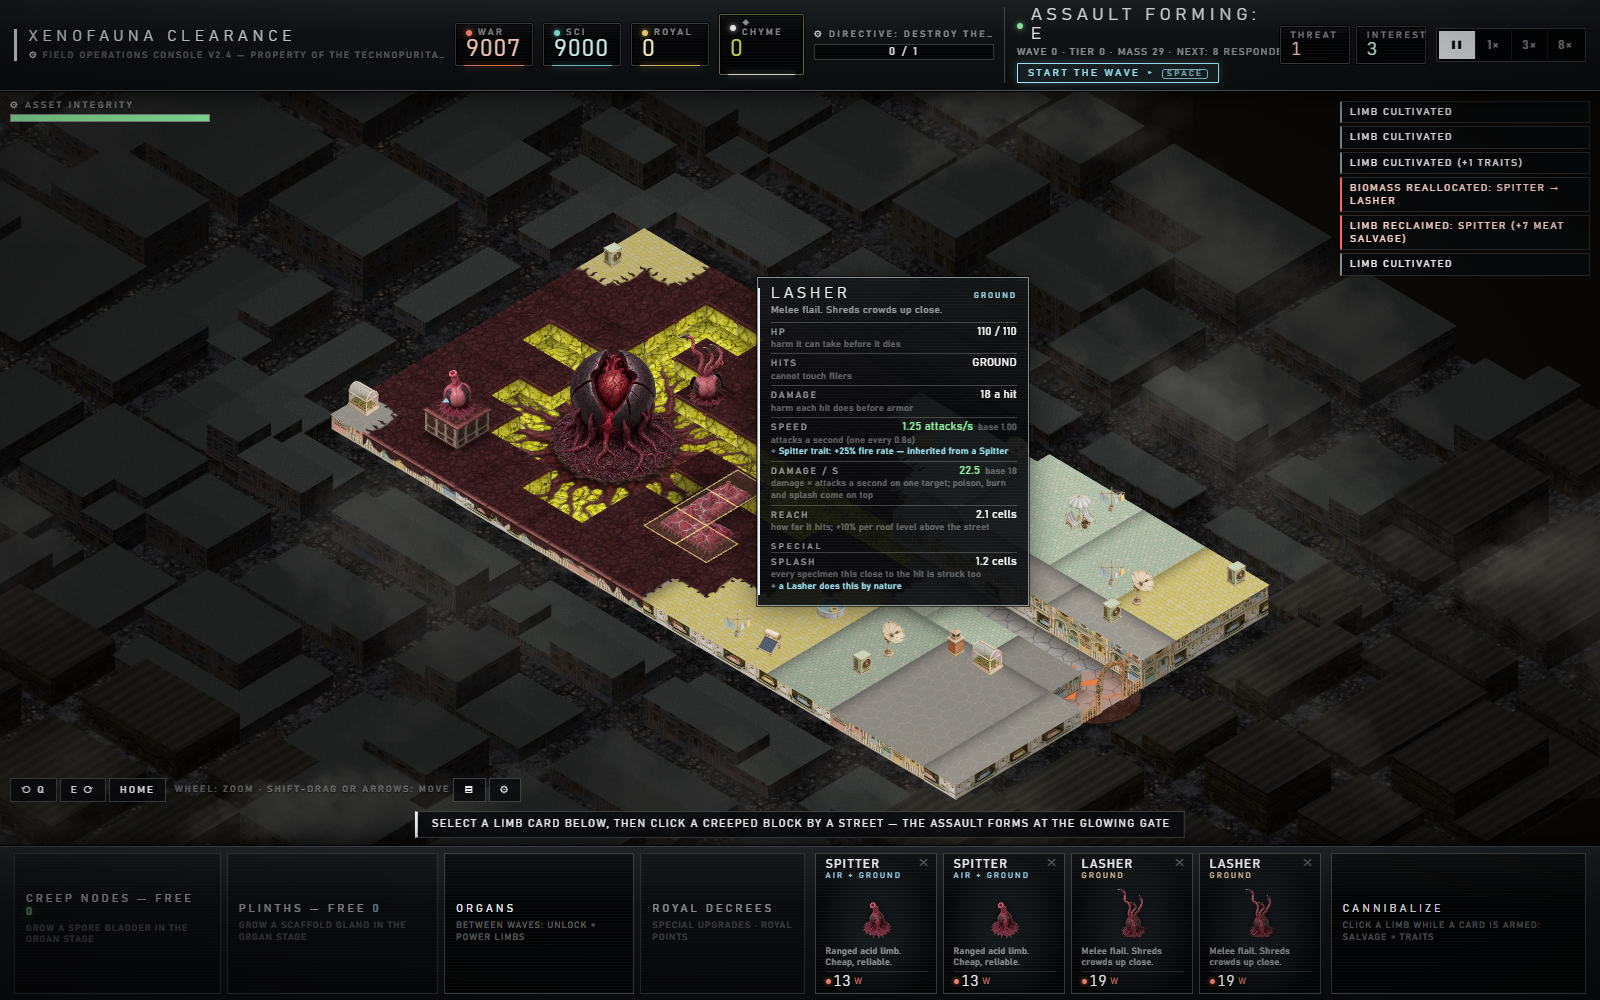 XENOFAUNA CLEARANCE
FIELD OPERATIONS CONSOLE V2.4 — PROPERTY OF THE TECHNOPURITA…
WAR
9007
SCI
9000
ROYAL
0
CHYME
0
DIRECTIVE: DESTROY THE…
0 / 1
ASSAULT FORMING:
E
WAVE 0 · TIER 0 · MASS 29 · NEXT: 8 RESPONDE
START THE WAVE ▸ SPACE
THREAT
1
INTEREST
3
1×
3×
8×
ASSET INTEGRITY
LIMB CULTIVATED
LIMB CULTIVATED
LIMB CULTIVATED (+1 TRAITS)
BIOMASS REALLOCATED: SPITTER →
LASHER
LIMB RECLAIMED: SPITTER (+7 MEAT
SALVAGE)
LIMB CULTIVATED
LASHER
GROUND
Melee flail. Shreds crowds up close.
HP 110 / 110
harm it can take before it dies
HITS GROUND
cannot touch fliers
DAMAGE 18 a hit
harm each hit does before armor
SPEED 1.25 attacks/s base 1.00
attacks a second (one every 0.8s)
+ Spitter trait: +25% fire rate — inherited from a Spitter
DAMAGE / S 22.5 base 18
damage × attacks a second on one target; poison, burn
and splash come on top
REACH 2.1 cells
how far it hits; +10% per roof level above the street
SPECIAL
SPLASH 1.2 cells
every specimen this close to the hit is struck too
+ a Lasher does this by nature
Q
E
HOME
WHEEL: ZOOM · SHIFT-DRAG OR ARROWS: MOVE
SELECT A LIMB CARD BELOW, THEN CLICK A CREEPED BLOCK BY A STREET — THE ASSAULT FORMS AT THE GLOWING GATE
CREEP NODES — FREE
0
GROW A SPORE BLADDER IN THE
ORGAN STAGE
PLINTHS — FREE 0
GROW A SCAFFOLD GLAND IN THE
ORGAN STAGE
ORGANS
BETWEEN WAVES: UNLOCK +
POWER LIMBS
ROYAL DECREES
SPECIAL UPGRADES · ROYAL
POINTS
SPITTER ×
AIR + GROUND
Ranged acid limb.
Cheap, reliable.
13 W
SPITTER ×
AIR + GROUND
Ranged acid limb.
Cheap, reliable.
13 W
LASHER ×
GROUND
Melee flail. Shreds
crowds up close.
19 W
LASHER ×
GROUND
Melee flail. Shreds
crowds up close.
19 W
CANNIBALIZE
CLICK A LIMB WHILE A CARD IS ARMED:
SALVAGE + TRAITS